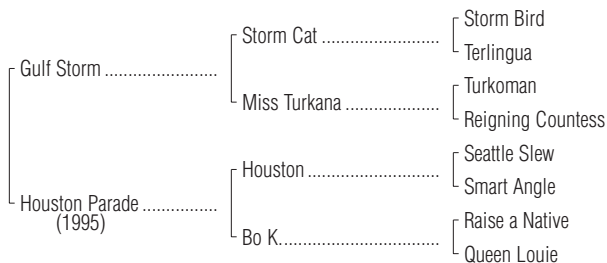 Storm Bird
Storm Cat ........................
Terlingua
Gulf Storm .......................
Turkoman
Miss Turkana ...................
Reigning Countess
Seattle Slew
Houston ...........................
Smart Angle
Houston Parade ...............
(1995)
Raise a Native
Bo K. ................................
Queen Louie